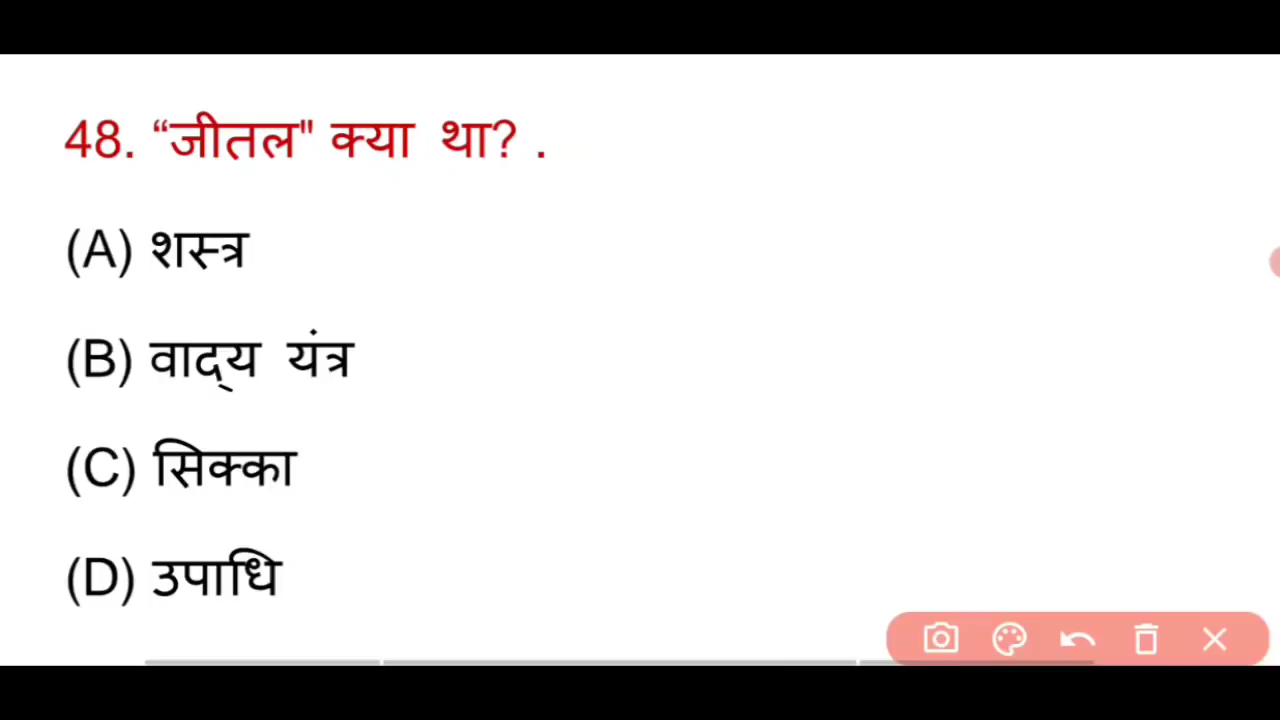 48. “जीतल" क्या था? .
(A) शस्त्र
(B) वाद्‌य यंत्र
(C) सिक्का
(D) उपाधि